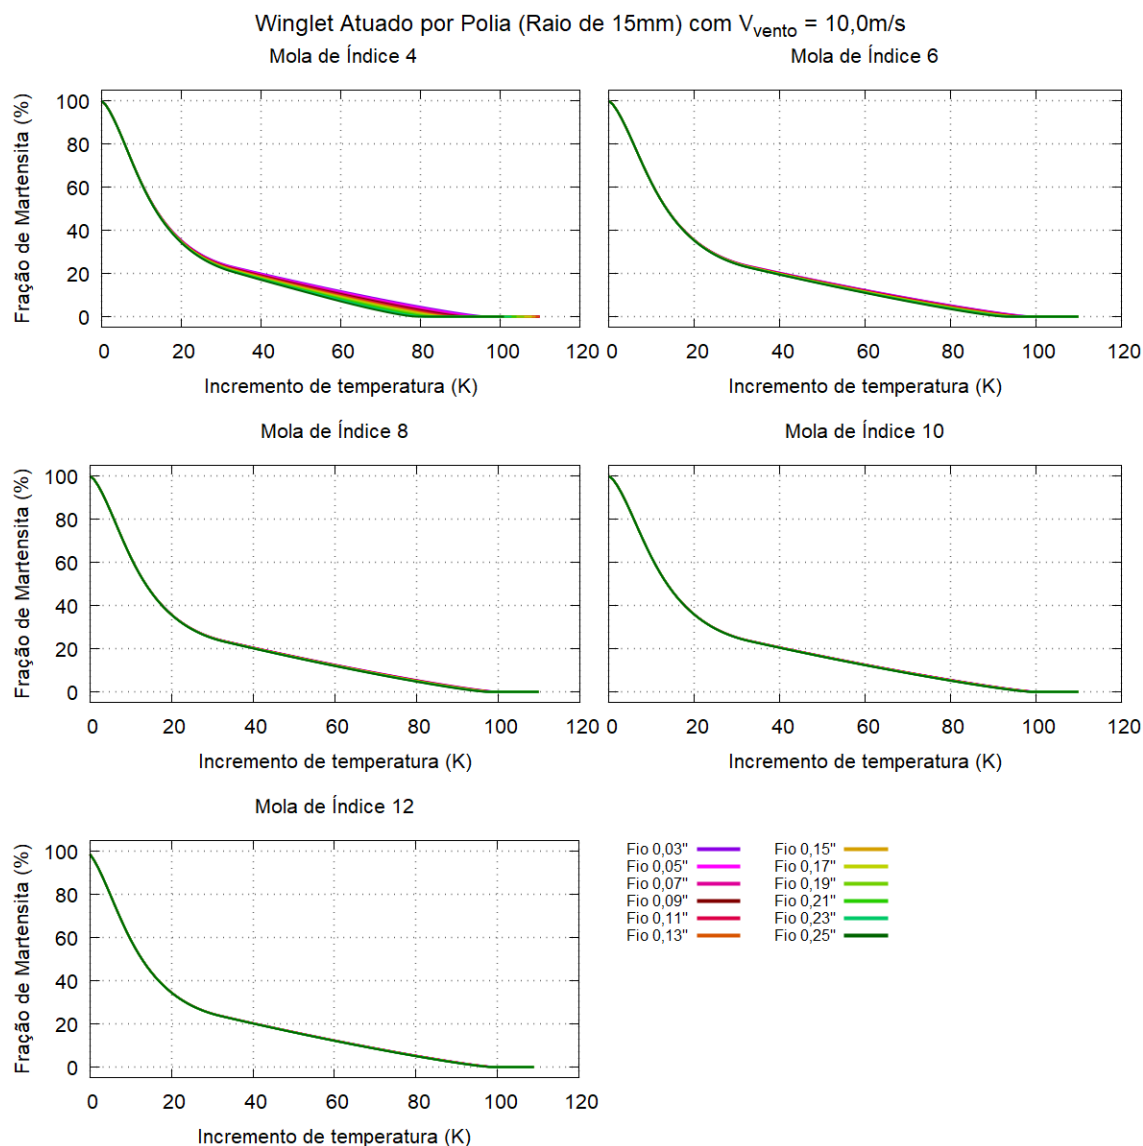 Winglet Atuado por Polia (Raio de 15mm) com Vvento = 10,0m/s
Mola de Índice 4
Fração de Martensita (%)
100
80
60
40
20
0
0 20 40 60 80 100 120
Incremento de temperatura (K)
Mola de Índice 6
0 20 40 60 80 100 120
Incremento de temperatura (K)
Mola de Índice 8
Fração de Martensita (%)
100
80
60
40
20
0
0 20 40 60 80 100 120
Incremento de temperatura (K)
Mola de Índice 10
0 20 40 60 80 100 120
Incremento de temperatura (K)
Mola de Índice 12
Fração de Martensita (%)
100
80
60
40
20
0
0 20 40 60 80 100 120
Incremento de temperatura (K)
Fio 0,03"
Fio 0,05"
Fio 0,07"
Fio 0,09"
Fio 0,11"
Fio 0,13"
Fio 0,15"
Fio 0,17"
Fio 0,19"
Fio 0,21"
Fio 0,23"
Fio 0,25"